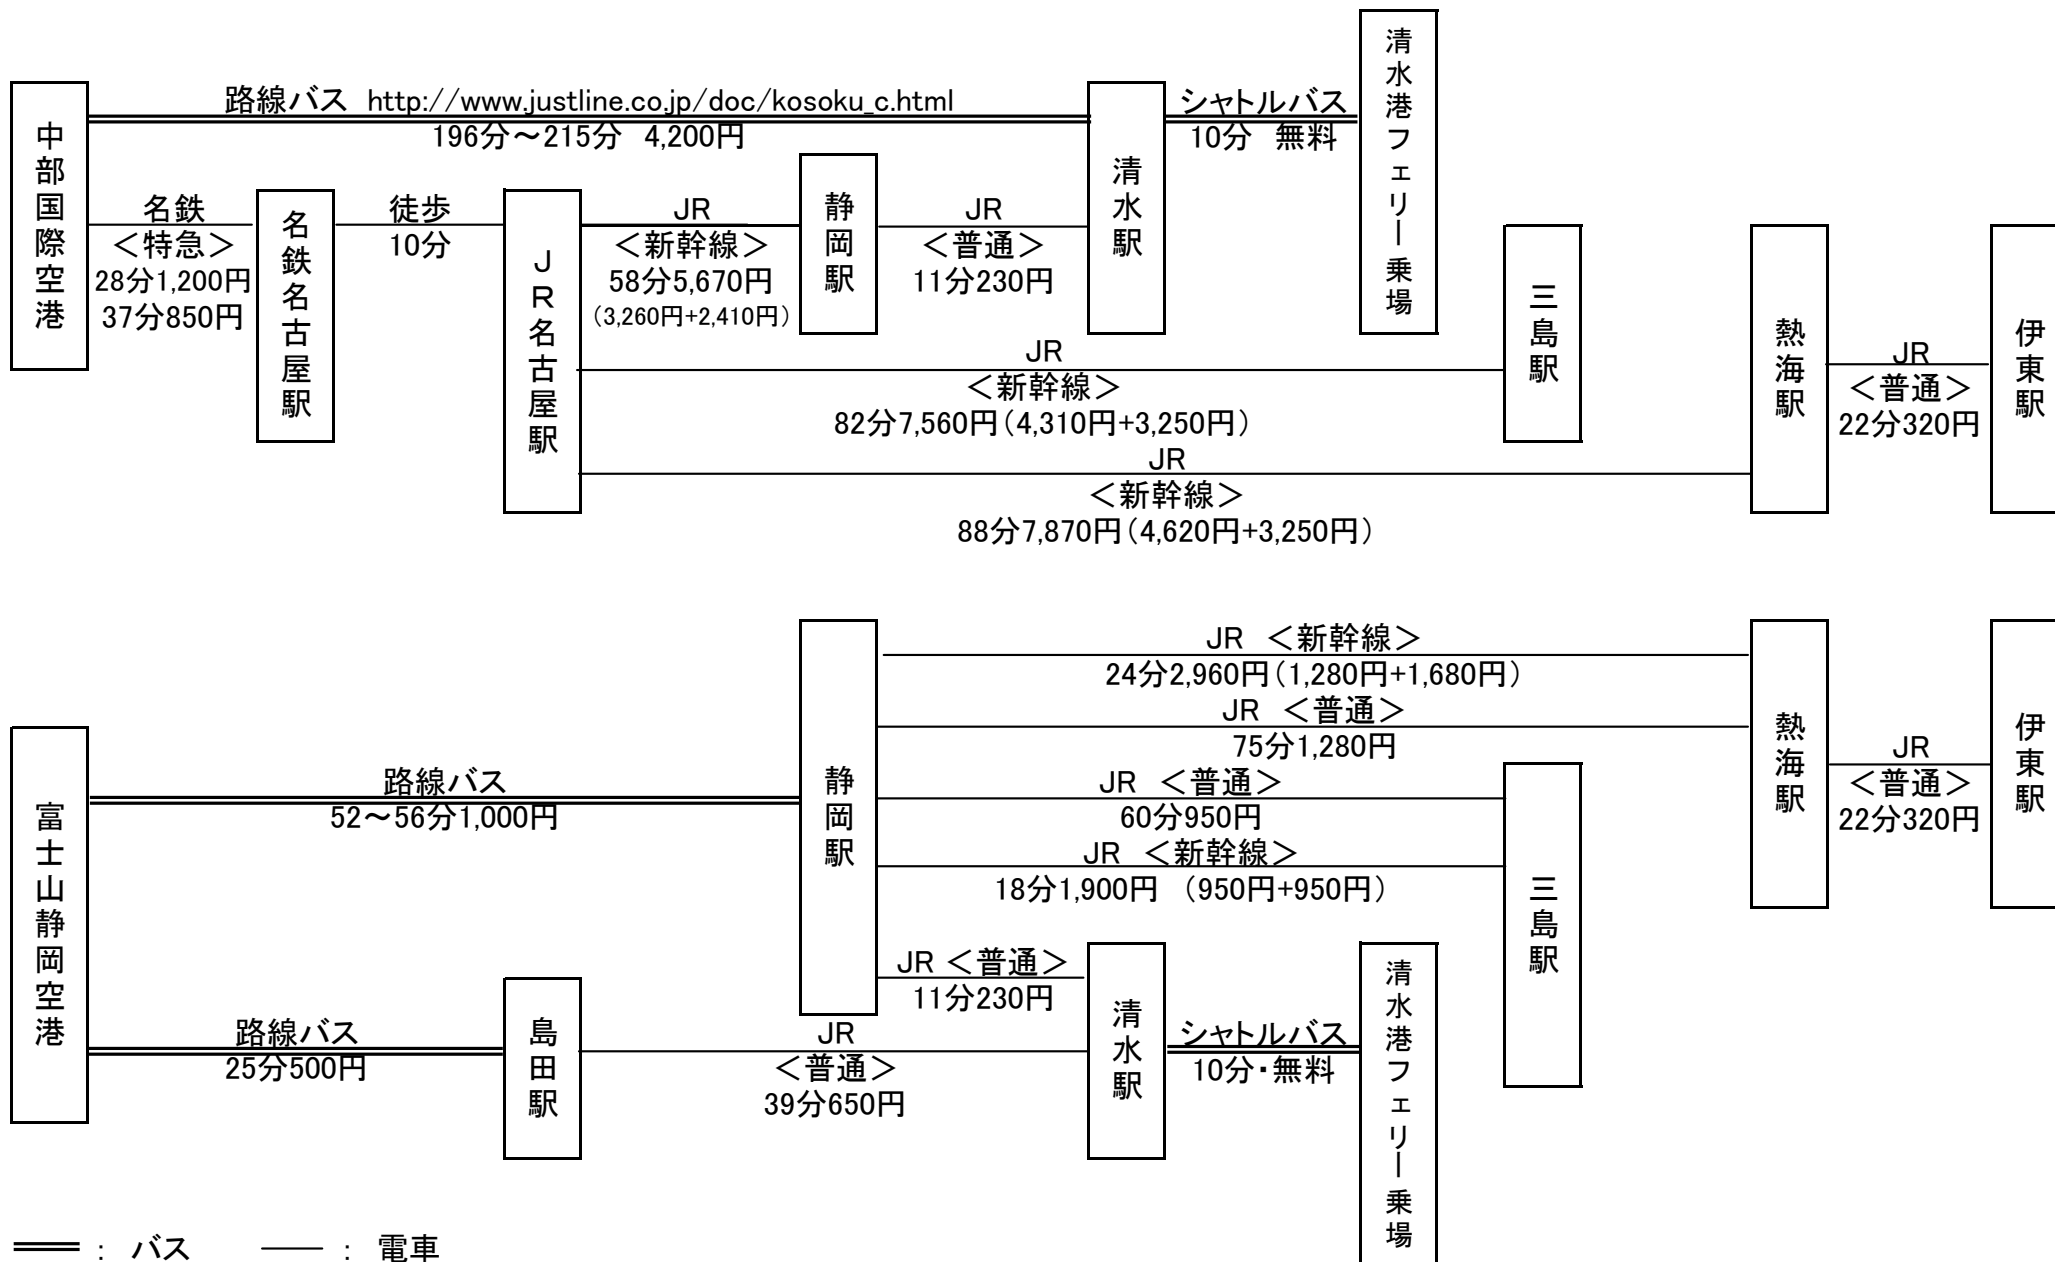 中部国際空港
路線バス http://www.justline.co.jp/doc/kosoku_c.html
196分～215分 4,200円
清水駅
シャトルバス
10分 無料
清水港フェリー乗場
名鉄
＜特急＞
28分1,200円
37分850円
名鉄名古屋駅
徒歩
10分
JR名古屋駅
JR
＜新幹線＞
58分5,670円
（3,260円+2,410円）
静岡駅
JR
＜普通＞
11分230円
JR
＜新幹線＞
82分7,560円（4,310円+3,250円）
三島駅
JR
＜新幹線＞
88分7,870円（4,620円+3,250円）
熱海駅
JR
＜普通＞
22分320円
伊東駅
富士山静岡空港
路線バス
52～56分1,000円
静岡駅
JR ＜新幹線＞
24分2,960円（1,280円+1,680円）
JR ＜普通＞
75分1,280円
熱海駅
JR
＜普通＞
22分320円
伊東駅
JR ＜普通＞
60分950円
JR ＜新幹線＞
18分1,900円 （950円+950円）
三島駅
JR ＜普通＞
11分230円
路線バス
25分500円
島田駅
JR
＜普通＞
39分650円
清水駅
シャトルバス
10分・無料
清水港フェリー乗場
： バス
： 電車